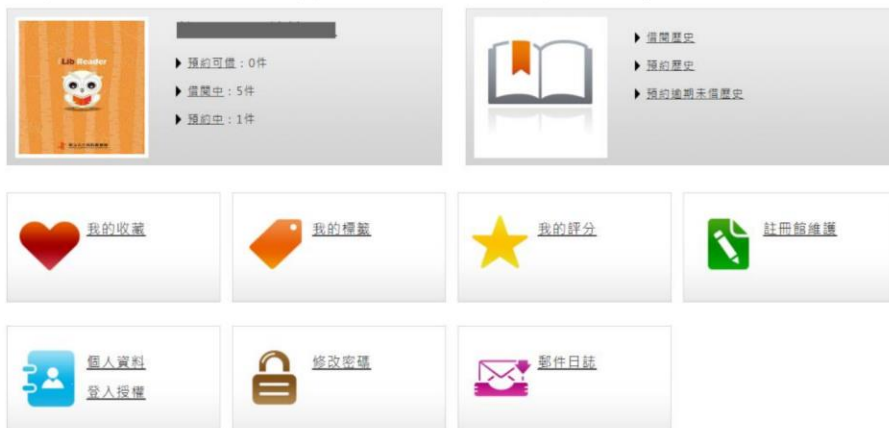 Lib Reader
預約可借：0件
借閱中：5件
預約中：1件
借閱歷史
預約歷史
預約逾期未借歷史
我的收藏
我的標籤
我的評分
註冊館維護
個人資料
登入授權
修改密碼
郵件日誌